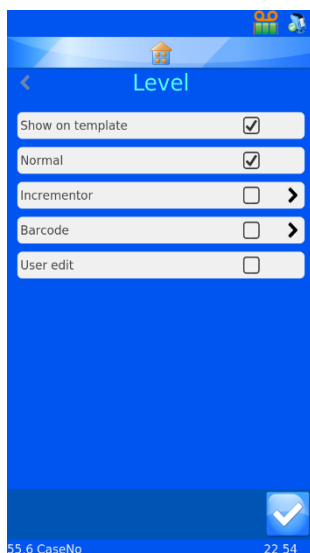 Level
Show on template
Normal
Incrementor
Barcode
User edit
55.6 CaseNo 22 54